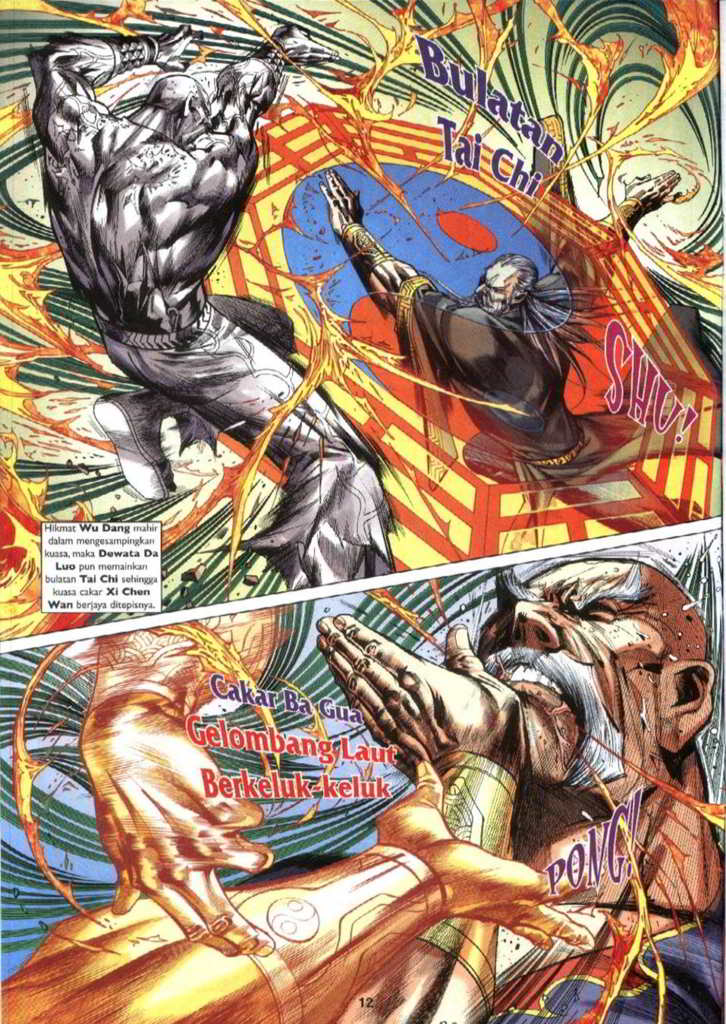 Bulatan
Tai Chi
SHU!
Hikmat Wu Dang mahir
dalam mengesampingkan
kuasa, maka Dewata Da
Luo pun memainkan
bulatan Tai Chi sehingga
kuasa cakar Xi Chen
Wan berjaya ditepisnya.
Cakar Ba Gua
Gelombang Laut
Berkeluk-keluk
PONG!
12